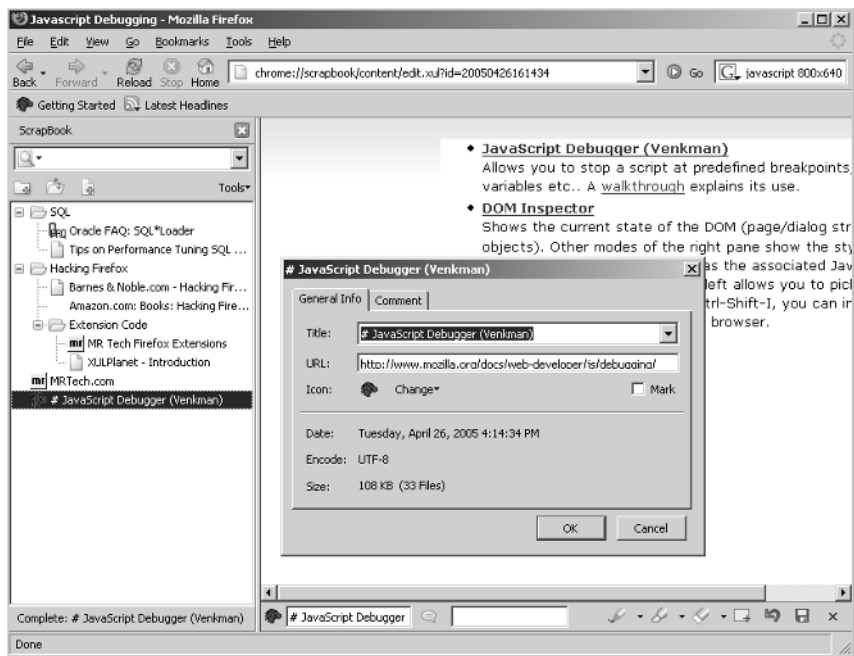 Javascript Debugging - Mozilla Firefox
File Edit View Go Bookmarks Tools Help
Back Forward Reload Stop Home chrome://scrapbook/content/edit.xul?id=20050426161434 Go javascript 800x640
Getting Started Latest Headlines
ScrapBook
Tools
SQL
Oracle FAQ: SQL*Loader
Tips on Performance Tuning SQL ...
Hacking Firefox
Barnes & Noble.com - Hacking Fir...
Amazon.com: Books: Hacking Fire...
Extension Code
mr MR Tech Firefox Extensions
XULPlanet - Introduction
mr MRTech.com
# JavaScript Debugger (Venkman)
• JavaScript Debugger (Venkman)
Allows you to stop a script at predefined breakpoints,
variables etc.. A walkthrough explains its use.
• DOM Inspector
Shows the current state of the DOM (page/dialog str
objects). Other modes of the right pane show the sty
as the associated Jav
left allows you to picl
trl-Shift-I, you can in
browser.
# JavaScript Debugger (Venkman)
General Info Comment
Title: # JavaScript Debugger (Venkman)
URL: http://www.mozilla.org/docs/web-developer/js/debugging/
Icon: Change Mark
Date: Tuesday, April 26, 2005 4:14:34 PM
Encode: UTF-8
Size: 108 KB (33 Files)
OK Cancel
Complete: # JavaScript Debugger (Venkman) # JavaScript Debugger
Done